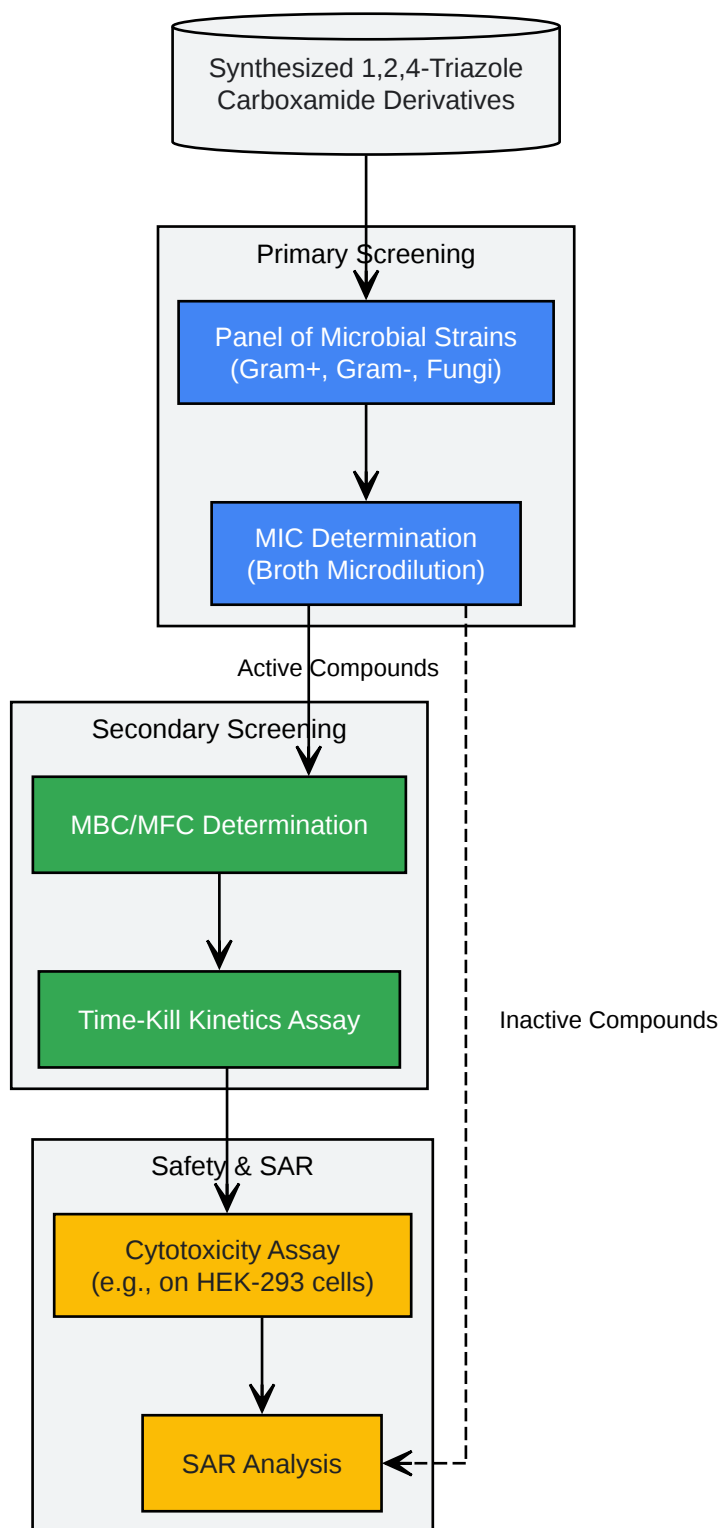 Synthesized 1,2,4-Triazole
Carboxamide Derivatives
Primary Screening
Panel of Microbial Strains
(Gram+, Gram-, Fungi)
MIC Determination
(Broth Microdilution)
Active Compounds
Secondary Screening
MBC/MFC Determination
Time-Kill Kinetics Assay
Inactive Compounds
Safety & SAR
Cytotoxicity Assay
(e.g., on HEK-293 cells)
SAR Analysis